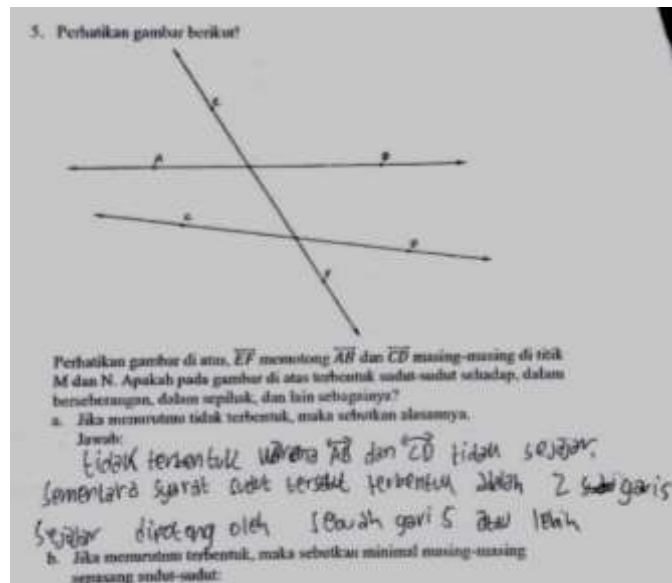 5. Perhatikan gambar berikut!
E
A
B
C
D
F
Perhatikan gambar di atas, EF memotong AB dan CD masing-masing di titik
M dan N. Apakah pada gambar di atas terbentuk sudut-sudut sehadap, dalam
berseberangan, dalam sepihak, dan lain sebagainya?
a. Jika menurutmu tidak terbentuk, maka sebutkan alasannya.
Jawab:
tidak terbentuk karena AB dan CD tidak sejajar,
Sementara syarat sudut tersebut terbentuk adalah 2 garis
Sejajar dipotong oleh sebuah garis atau lebih
b. Jika menurutmu terbentuk, maka sebutkan minimal masing-masing
sepasang sudut-sudut: